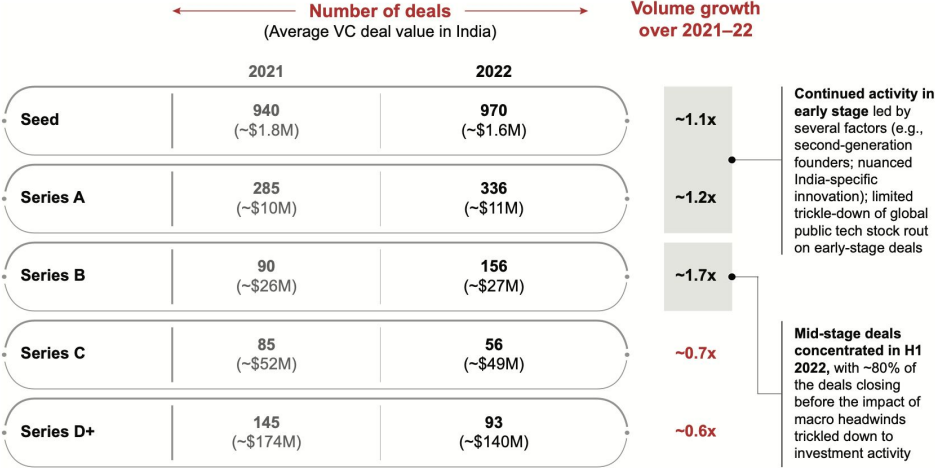 Number of deals
(Average VC deal value in India)
Volume growth
over 2021–22
2021
2022
Seed
940
(~$1.8M)
970
(~$1.6M)
~1.1x
Series A
285
(~$10M)
336
(~$11M)
~1.2x
Series B
90
(~$26M)
156
(~$27M)
~1.7x
Series C
85
(~$52M)
56
(~$49M)
~0.7x
Series D+
145
(~$174M)
93
(~$140M)
~0.6x
Continued activity in
early stage led by
several factors (e.g.,
second-generation
founders; nuanced
India-specific
innovation); limited
trickle-down of global
public tech stock rout
on early-stage deals
Mid-stage deals
concentrated in H1
2022, with ~80% of
the deals closing
before the impact of
macro headwinds
trickled down to
investment activity